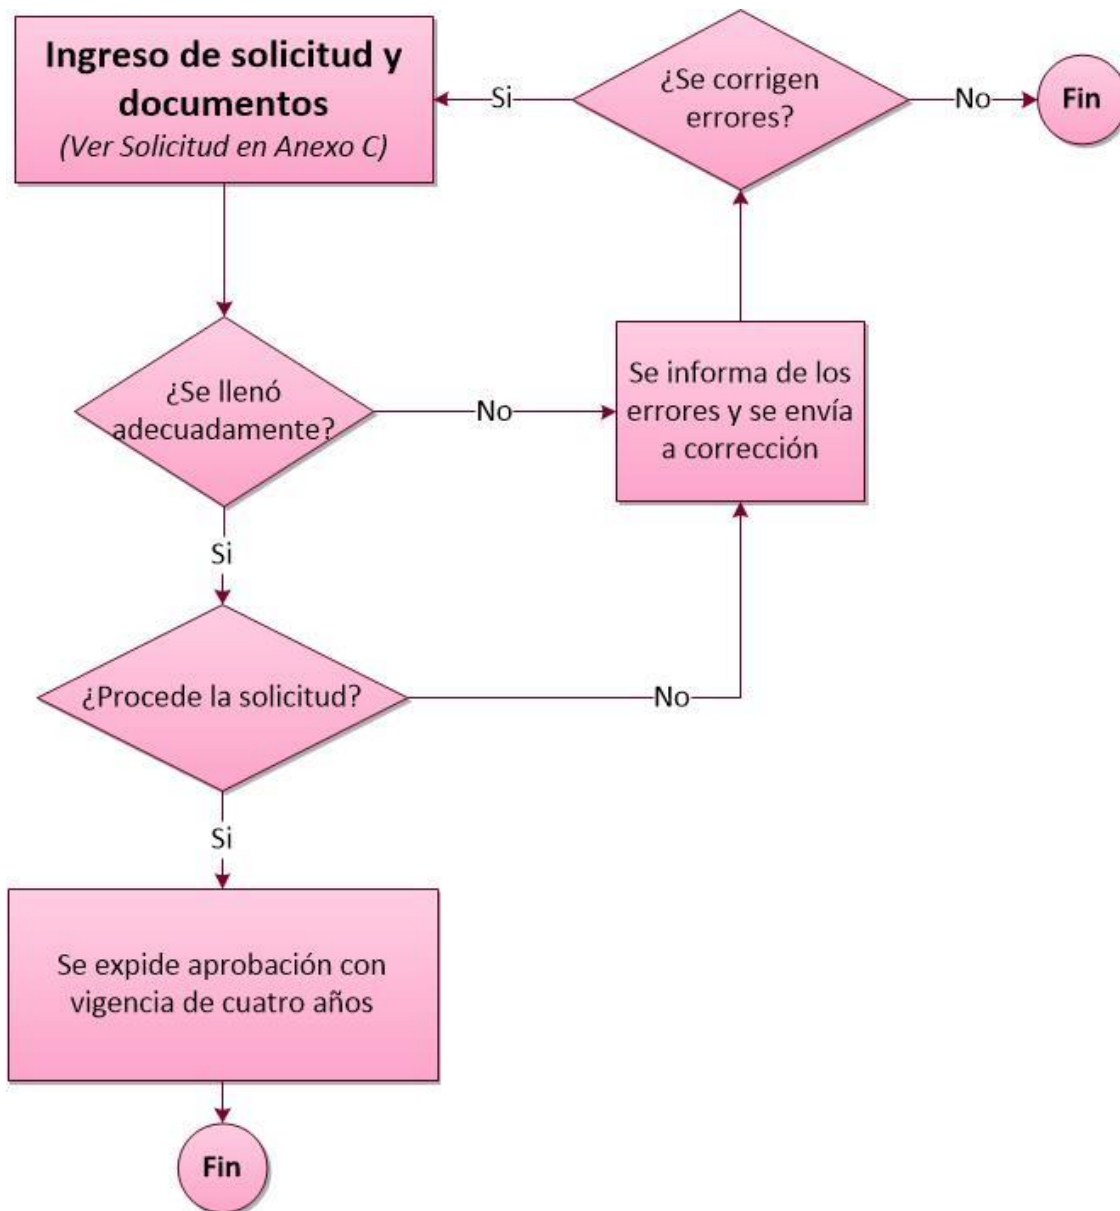 Ingreso de solicitud y
documentos
(Ver Solicitud en Anexo C)
Si
¿Se corrigen
errores?
No
Fin
¿Se llenó
adecuadamente?
No
Se informa de los
errores y se envía
a corrección
Si
¿Procede la solicitud?
No
Si
Se expide aprobación con
vigencia de cuatro años
Fin